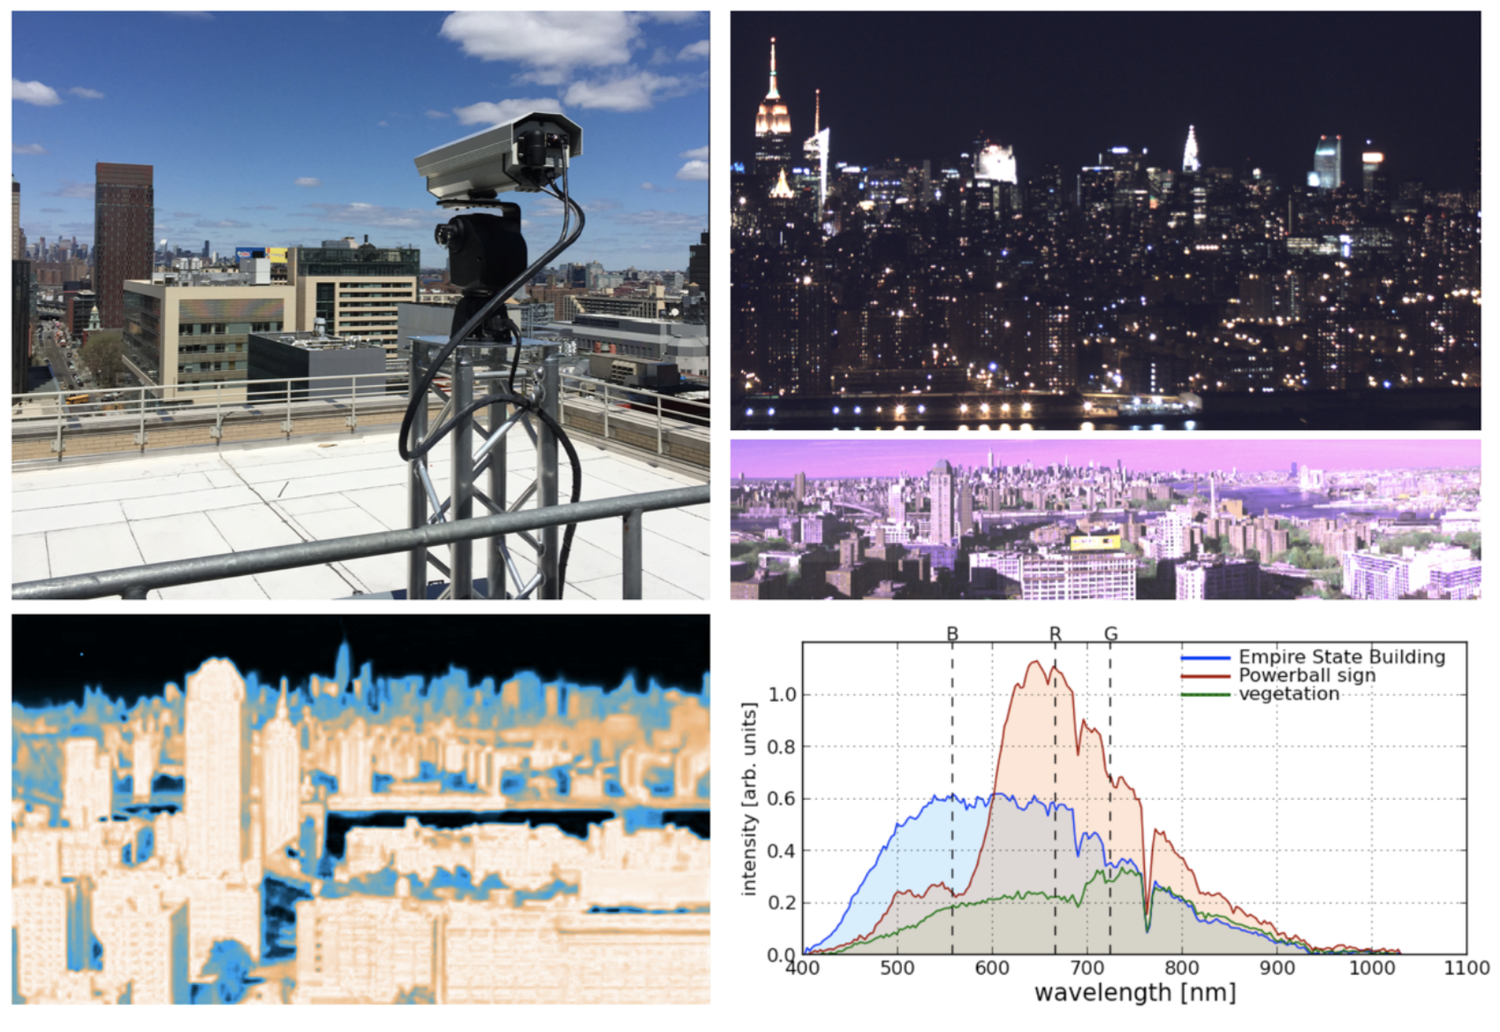 B R G
Empire State Building
Powerball sign
vegetation
intensity [arb. units]
1.0
0.8
0.6
0.4
0.2
0.0
400 500 600 700 800 900 1000 1100
wavelength [nm]